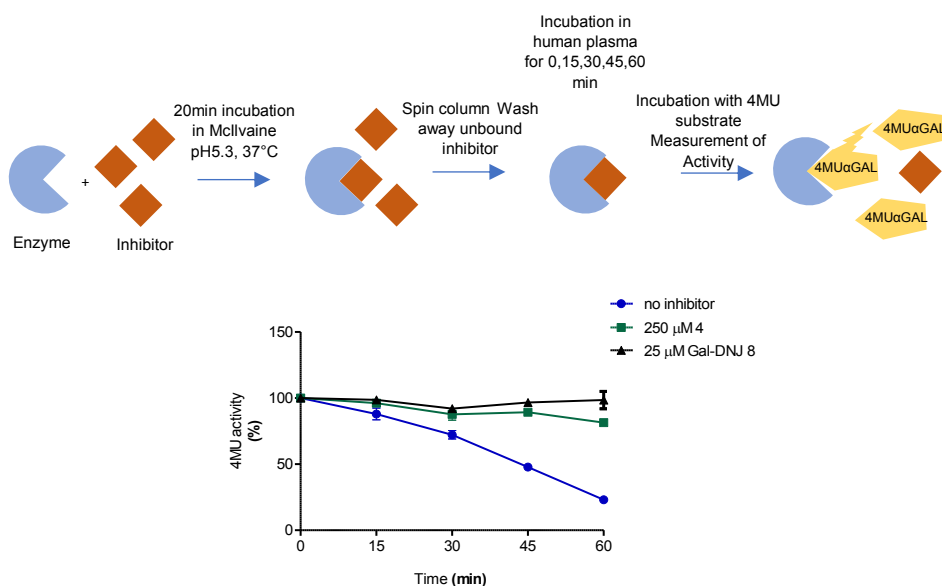 Incubation in
human plasma
for 0,15,30,45,60
min
20min incubation
in McIlvaine
pH5.3, 37°C
Spin column Wash
away unbound
inhibitor
Incubation with 4MU
substrate
Measurement of
Activity
4MUαGAL
4MUαGAL
4MUαGAL
+
Enzyme
Inhibitor
no inhibitor
250 μM 4
25 μM Gal-DNJ 8
150
100
50
0
4MU activity
(%)
0 15 30 45 60
Time (min)